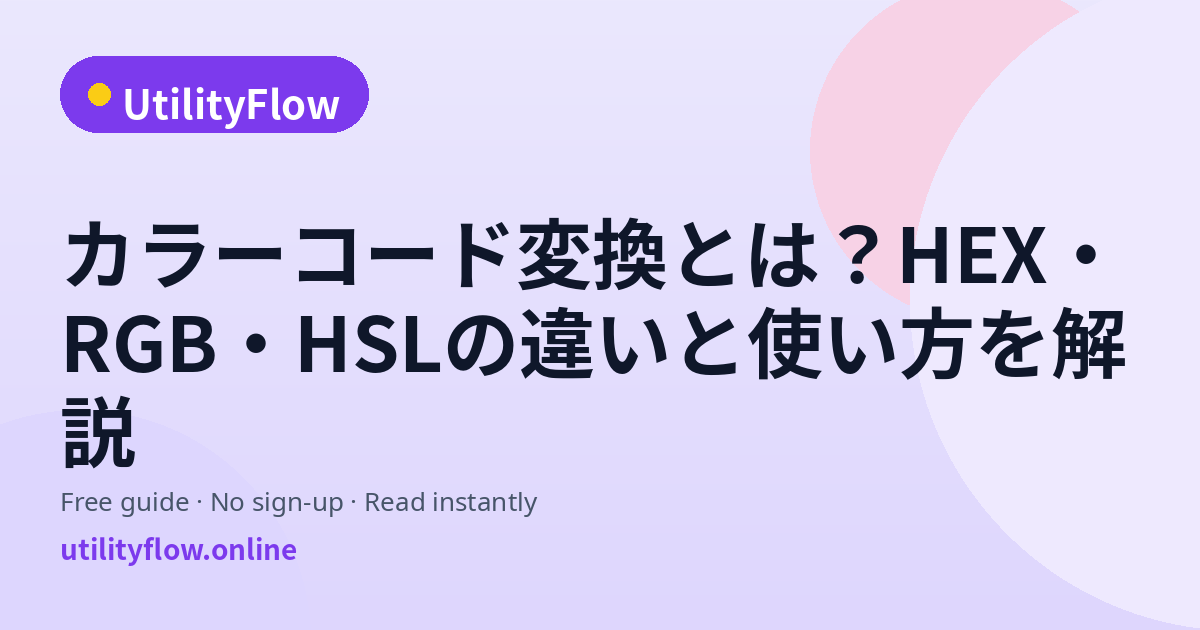 UtilityFlow
カラーコード変換とは？HEX・
RGB・HSLの違いと使い方を解
説
Free guide · No sign-up · Read instantly
utilityflow.online